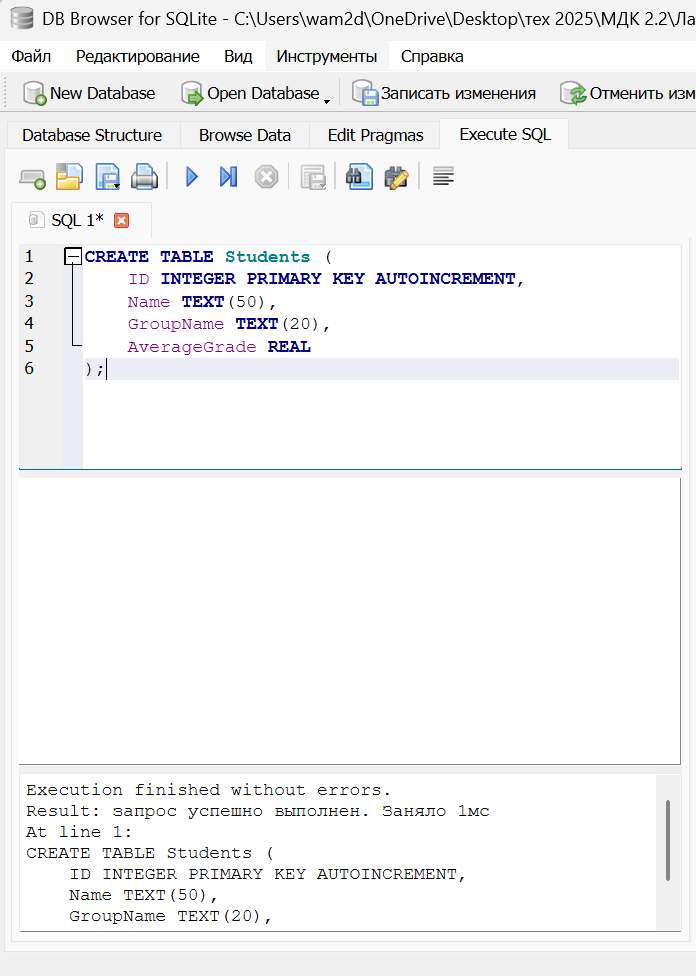 DB Browser for SQLite - C:\Users\wam2d\OneDrive\Desktop\тех 2025\МДК 2.2\Ла
Файл Редактирование Вид Инструменты Справка
New Database Open Database Записать изменения Отменить изм
Database Structure Browse Data Edit Pragmas Execute SQL
SQL 1*
1 CREATE TABLE Students (
2 ID INTEGER PRIMARY KEY AUTOINCREMENT,
3 Name TEXT(50),
4 GroupName TEXT(20),
5 AverageGrade REAL
6 );
Execution finished without errors.
Result: запрос успешно выполнен. Заняло 1мс
At line 1:
CREATE TABLE Students (
ID INTEGER PRIMARY KEY AUTOINCREMENT,
Name TEXT(50),
GroupName TEXT(20),